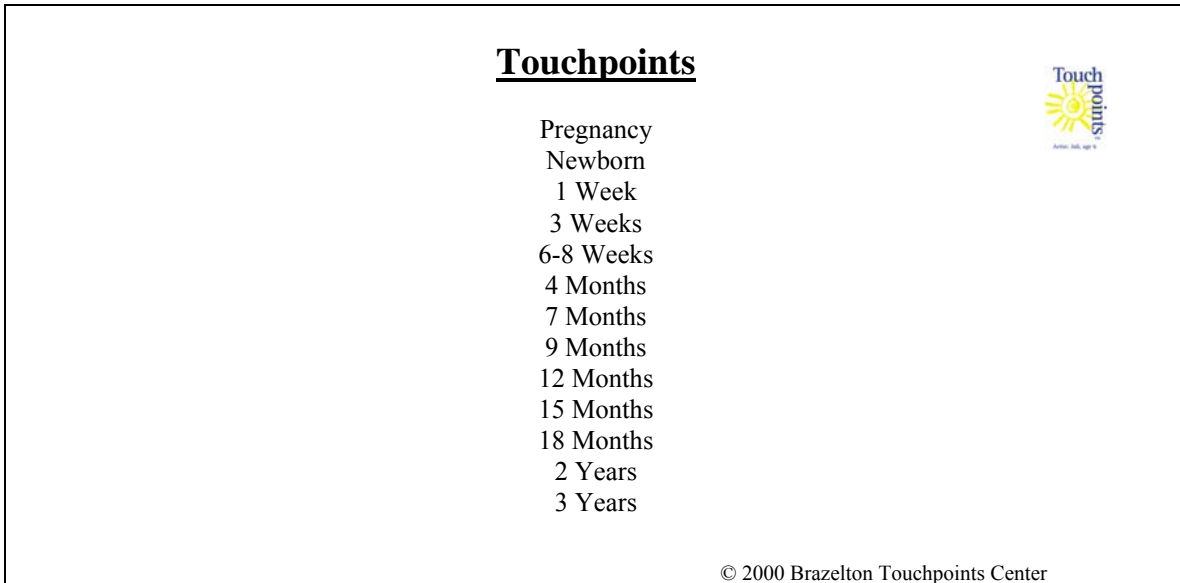 Touchpoints
Touch
points
Pregnancy
Newborn
1 Week
3 Weeks
6-8 Weeks
4 Months
7 Months
9 Months
12 Months
15 Months
18 Months
2 Years
3 Years
© 2000 Brazelton Touchpoints Center